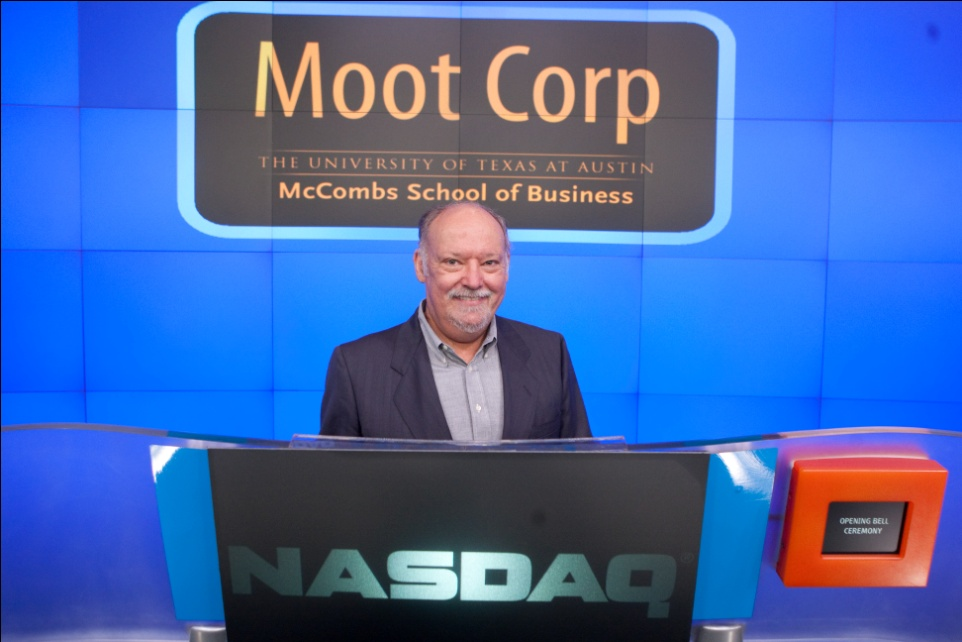 Moot Corp
THE UNIVERSITY OF TEXAS AT AUSTIN
McCombs School of Business
NASDAQ®
OPENING BELL
CEREMONY